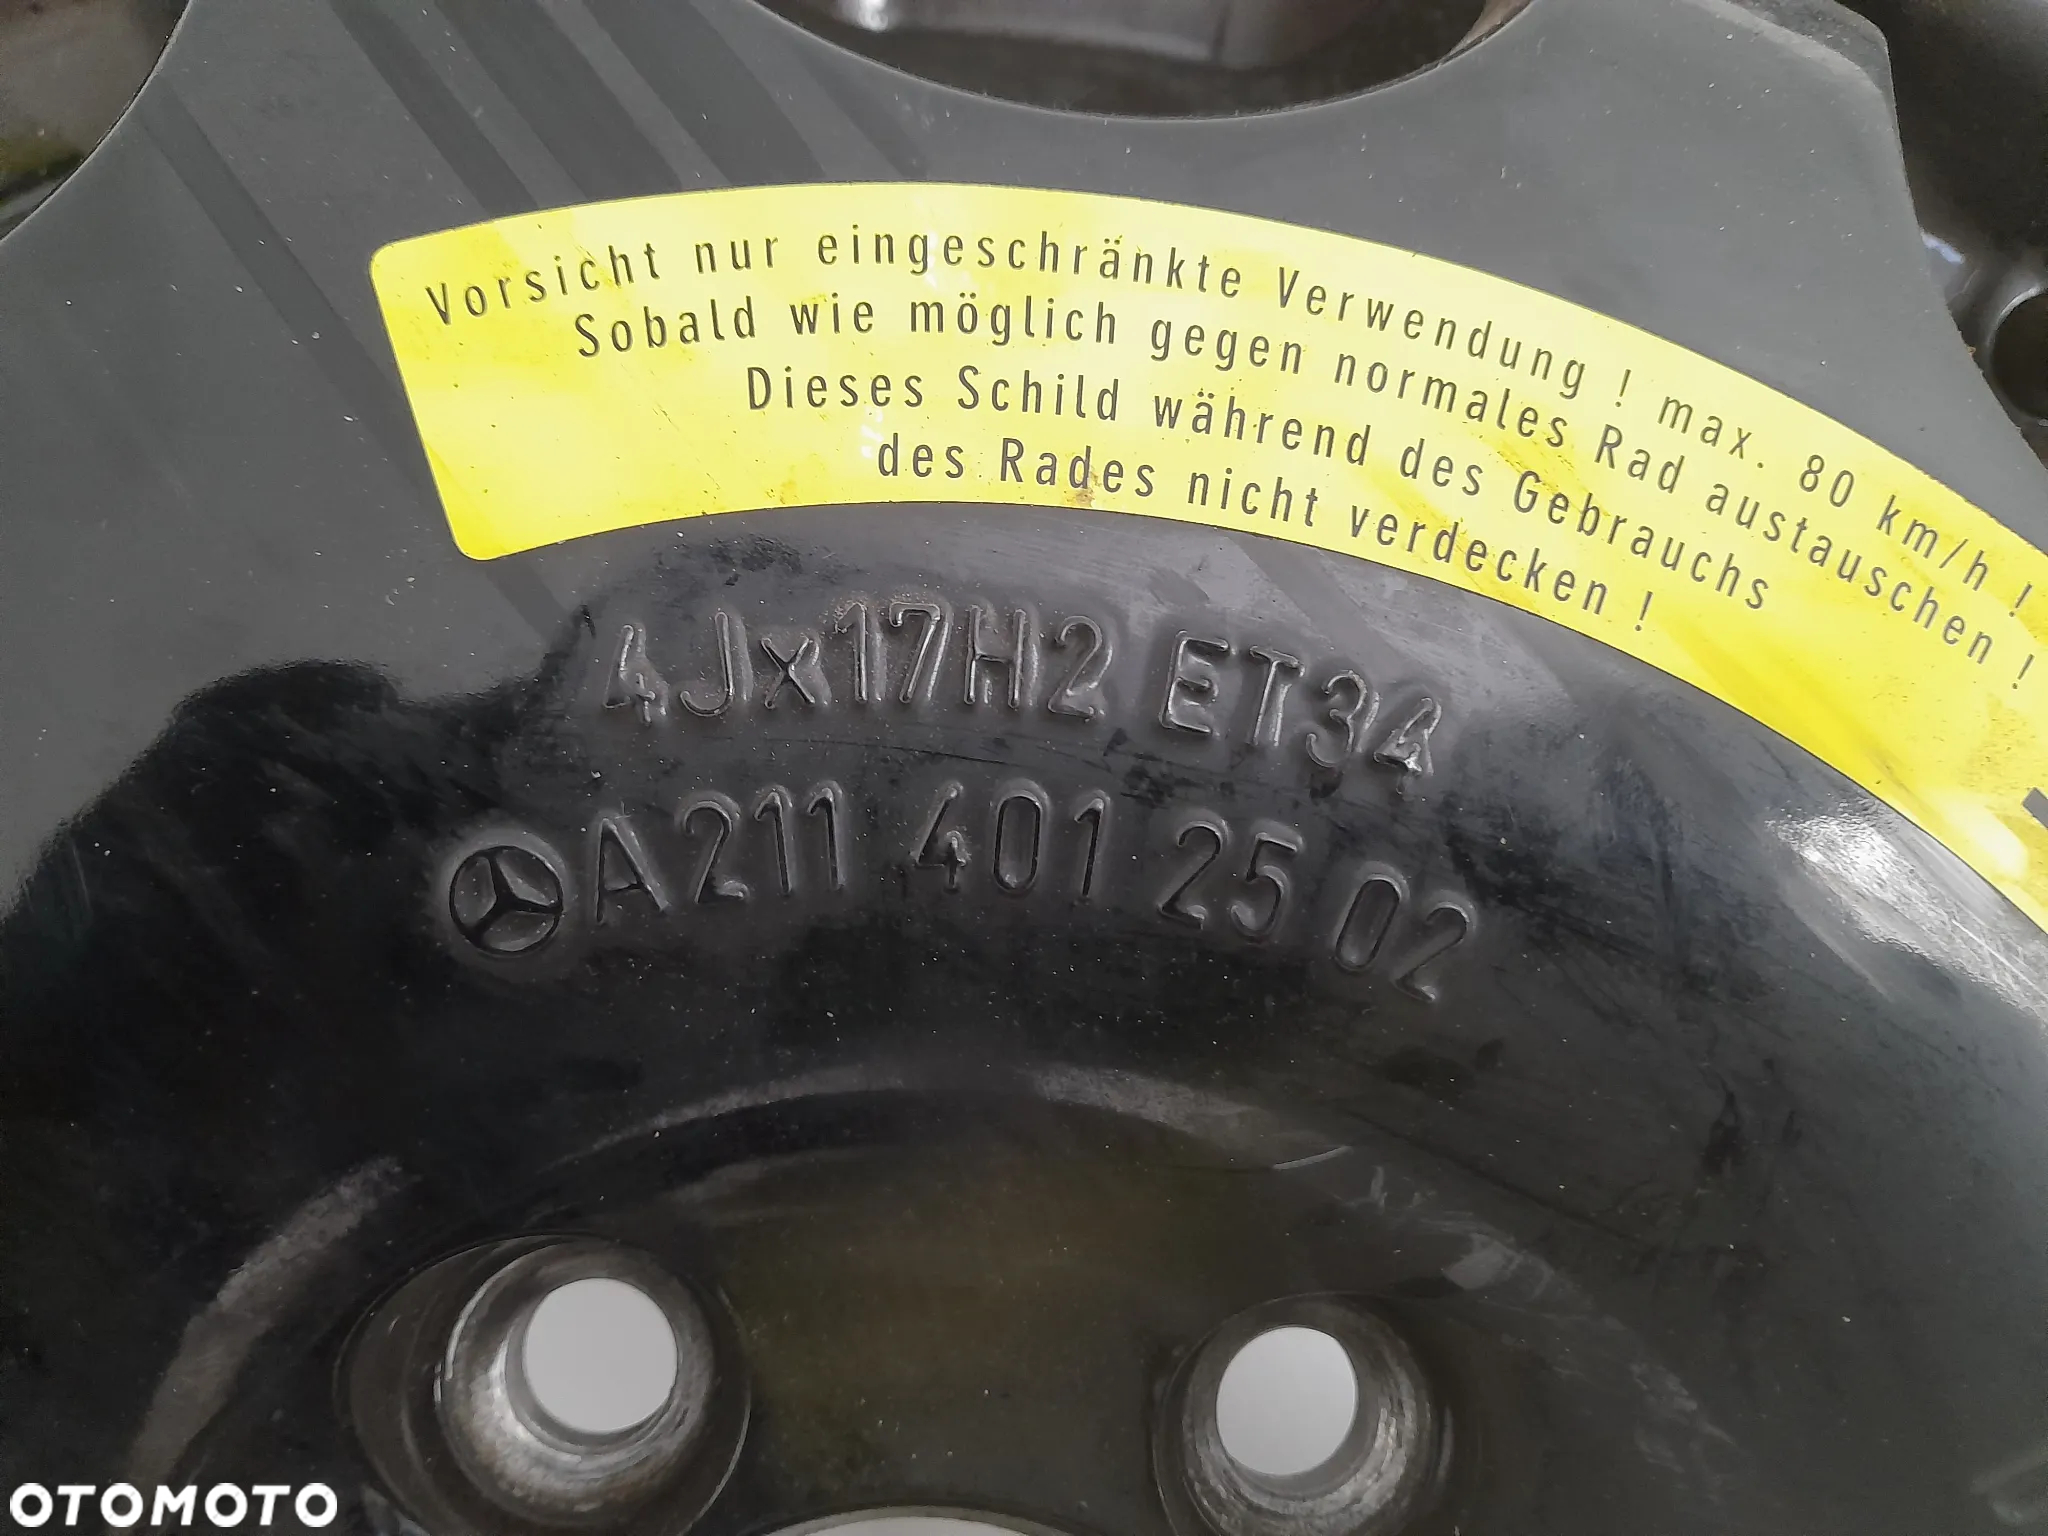 Vorsicht nur eingeschränkte Verwendung ! max. 80 km/h !
Sobald wie möglich gegen normales Rad austauschen !
Dieses Schild während des Gebrauchs
des Rades nicht verdecken !
4Jx17H2 ET34
A211 401 25 02
OTOMOTO